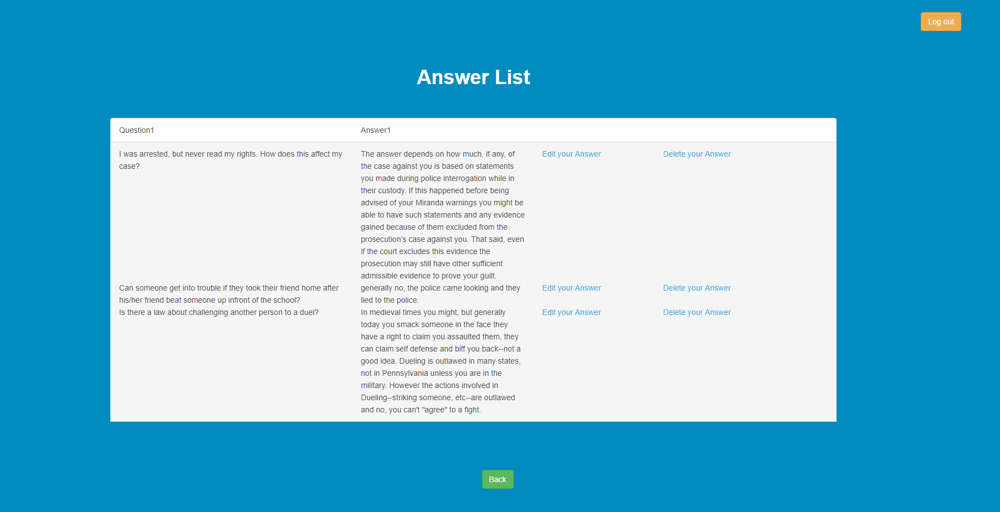 Log out
Answer List
Question1
Answer1
I was arrested, but never read my rights. How does this affect my
case?
The answer depends on how much, if any, of
the case against you is based on statements
you made during police interrogation while in
their custody. If this happened before being
advised of your Miranda warnings you might be
able to have such statements and any evidence
gained because of them excluded from the
prosecution's case against you. That said, even
if the court excludes this evidence the
prosecution may still have other sufficient
admissible evidence to prove your guilt.
Edit your Answer
Delete your Answer
Can someone get into trouble if they took their friend home after
his/her friend beat someone up infront of the school?
generally no, the police came looking and they
lied to the police.
Edit your Answer
Delete your Answer
Is there a law about challenging another person to a duel?
In medieval times you might, but generally
today you smack someone in the face they
have a right to claim you assaulted them, they
can claim self defense and biff you back--not a
good idea. Dueling is outlawed in many states,
not in Pennsylvania unless you are in the
military. However the actions involved in
Dueling--striking someone, etc--are outlawed
and no, you can't "agree" to a fight.
Edit your Answer
Delete your Answer
Back